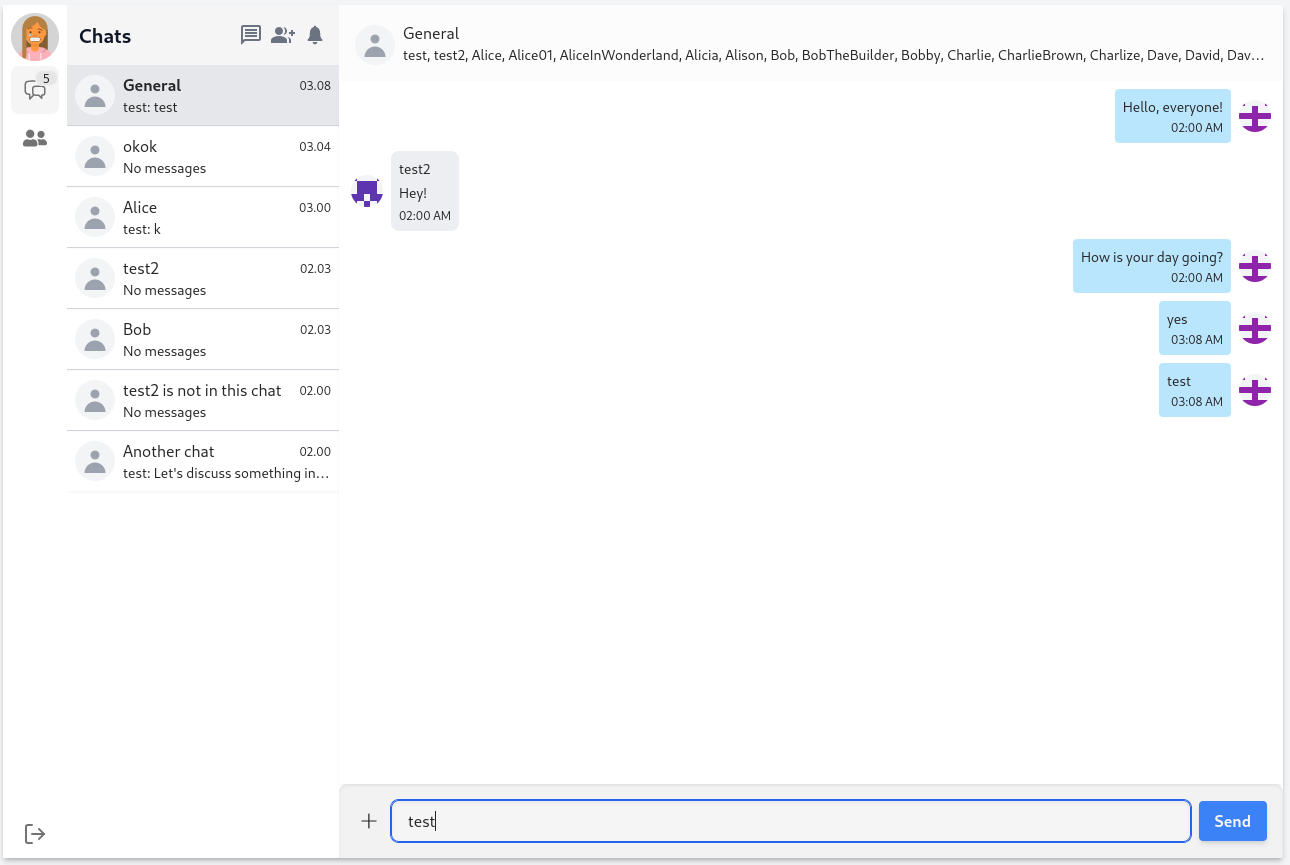 5
Chats
General 03.08
test: test
okok 03.04
No messages
Alice 03.00
test: k
test2 02.03
No messages
Bob 02.03
No messages
test2 is not in this chat 02.00
No messages
Another chat 02.00
test: Let's discuss something in...
General
test, test2, Alice, Alice01, AliceInWonderland, Alicia, Alison, Bob, BobTheBuilder, Bobby, Charlie, CharlieBrown, Charlize, Dave, David, Dav...
Hello, everyone!
02:00 AM
test2
Hey!
02:00 AM
How is your day going?
02:00 AM
yes
03:08 AM
test
03:08 AM
test
Send